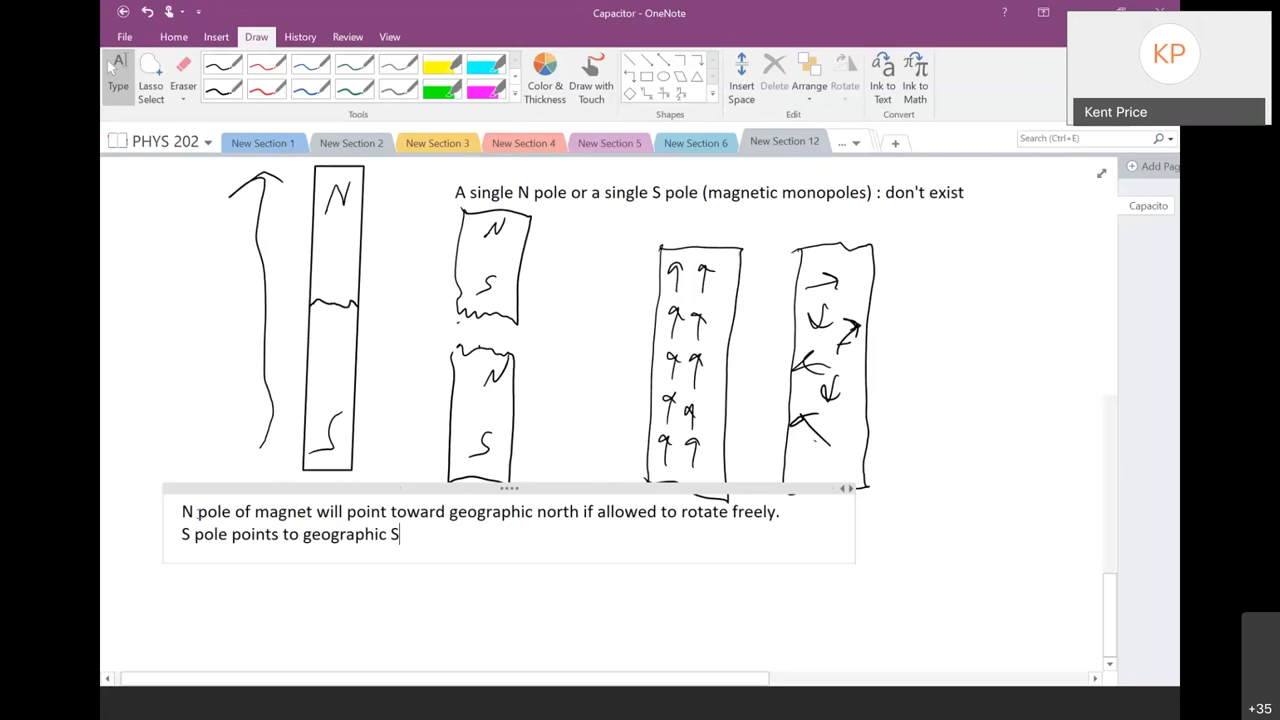 Capacitor - OneNote
?
File
Home
Insert
Draw
History
Review
View
KP
Kent Price
Type
Lasso Select
Eraser
Color & Thickness
Draw with Touch
Insert Space
Delete
Arrange
Rotate
Ink to Text
Ink to Math
Tools
Shapes
Edit
Convert
PHYS 202
New Section 1
New Section 2
New Section 3
New Section 4
New Section 5
New Section 6
New Section 12
...
Search (Ctrl+E)
Add Pag
Capacito
A single N pole or a single S pole (magnetic monopoles) : don't exist
N
S
N
S
N
S
N pole of magnet will point toward geographic north if allowed to rotate freely.
S pole points to geographic S
+35